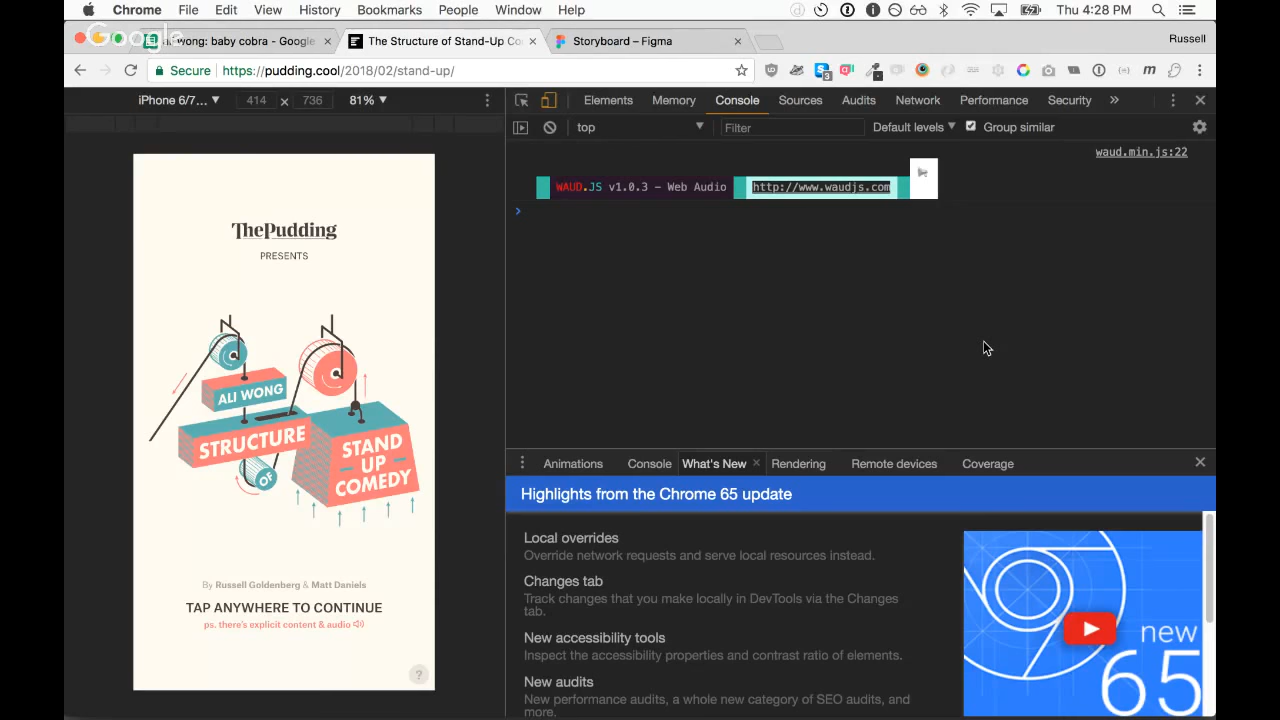 Chrome File Edit View History Bookmarks People Window Help Thu 4:28 PM
Google
wong: baby cobra - Google
The Structure of Stand-Up Co
Storyboard – Figma
Russell
Secure https://pudding.cool/2018/02/stand-up/
iPhone 6/7... 414 × 736 81%
Elements Memory Console Sources Audits Network Performance Security
top Filter Default levels Group similar
waud.min.js:22
WAUD.JS v1.0.3 - Web Audio http://www.waudjs.com
The Pudding
PRESENTS
ALI WONG
STRUCTURE
OF
STAND
UP
COMEDY
By Russell Goldenberg & Matt Daniels
TAP ANYWHERE TO CONTINUE
ps. there's explicit content & audio
?
Animations Console What's New Rendering Remote devices Coverage
Highlights from the Chrome 65 update
Local overrides
Override network requests and serve local resources instead.
Changes tab
Track changes that you make locally in DevTools via the Changes
tab.
New accessibility tools
Inspect the accessibility properties and contrast ratio of elements.
New audits
New performance audits, a whole new category of SEO audits, and
more.
new
65